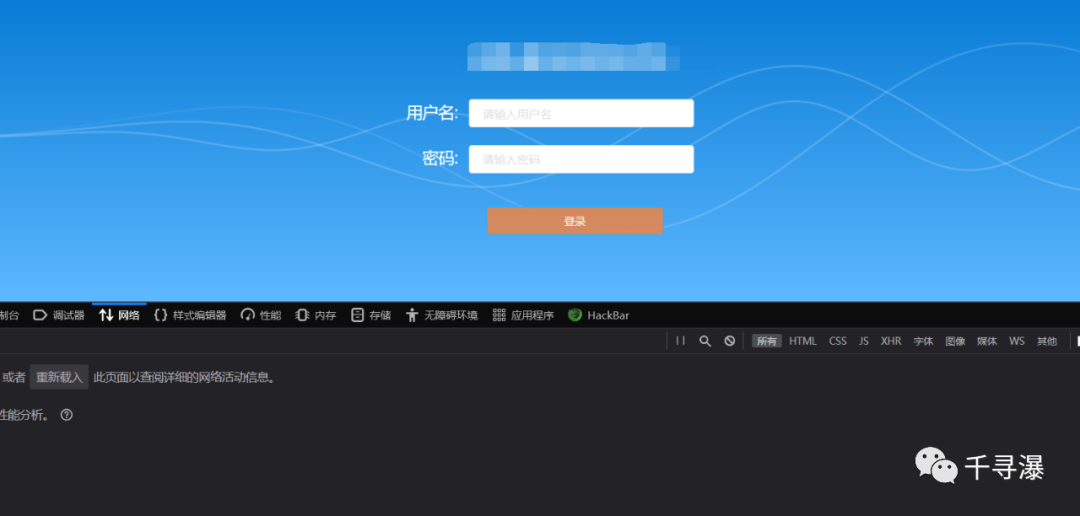 用户名:
请输入用户名
密码:
请输入密码
登录
制台 调试器 网络 样式编辑器 性能 内存 存储 无障碍环境 应用程序 HackBar
所有 HTML CSS JS XHR 字体 图像 媒体 WS 其他
或者 重新载入 此页面以查阅详细的网络活动信息。
性能分析。
千寻瀑